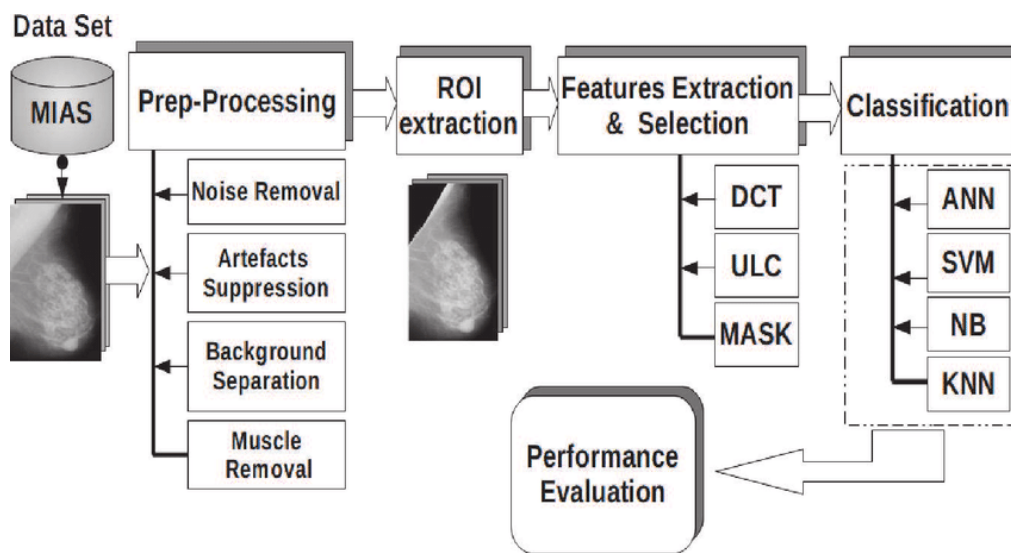 Data Set
MIAS
Prep-Processing
Noise Removal
Artefacts
Suppression
Background
Separation
Muscle
Removal
ROI
extraction
Features Extraction
& Selection
DCT
ULC
MASK
Classification
ANN
SVM
NB
KNN
Performance
Evaluation